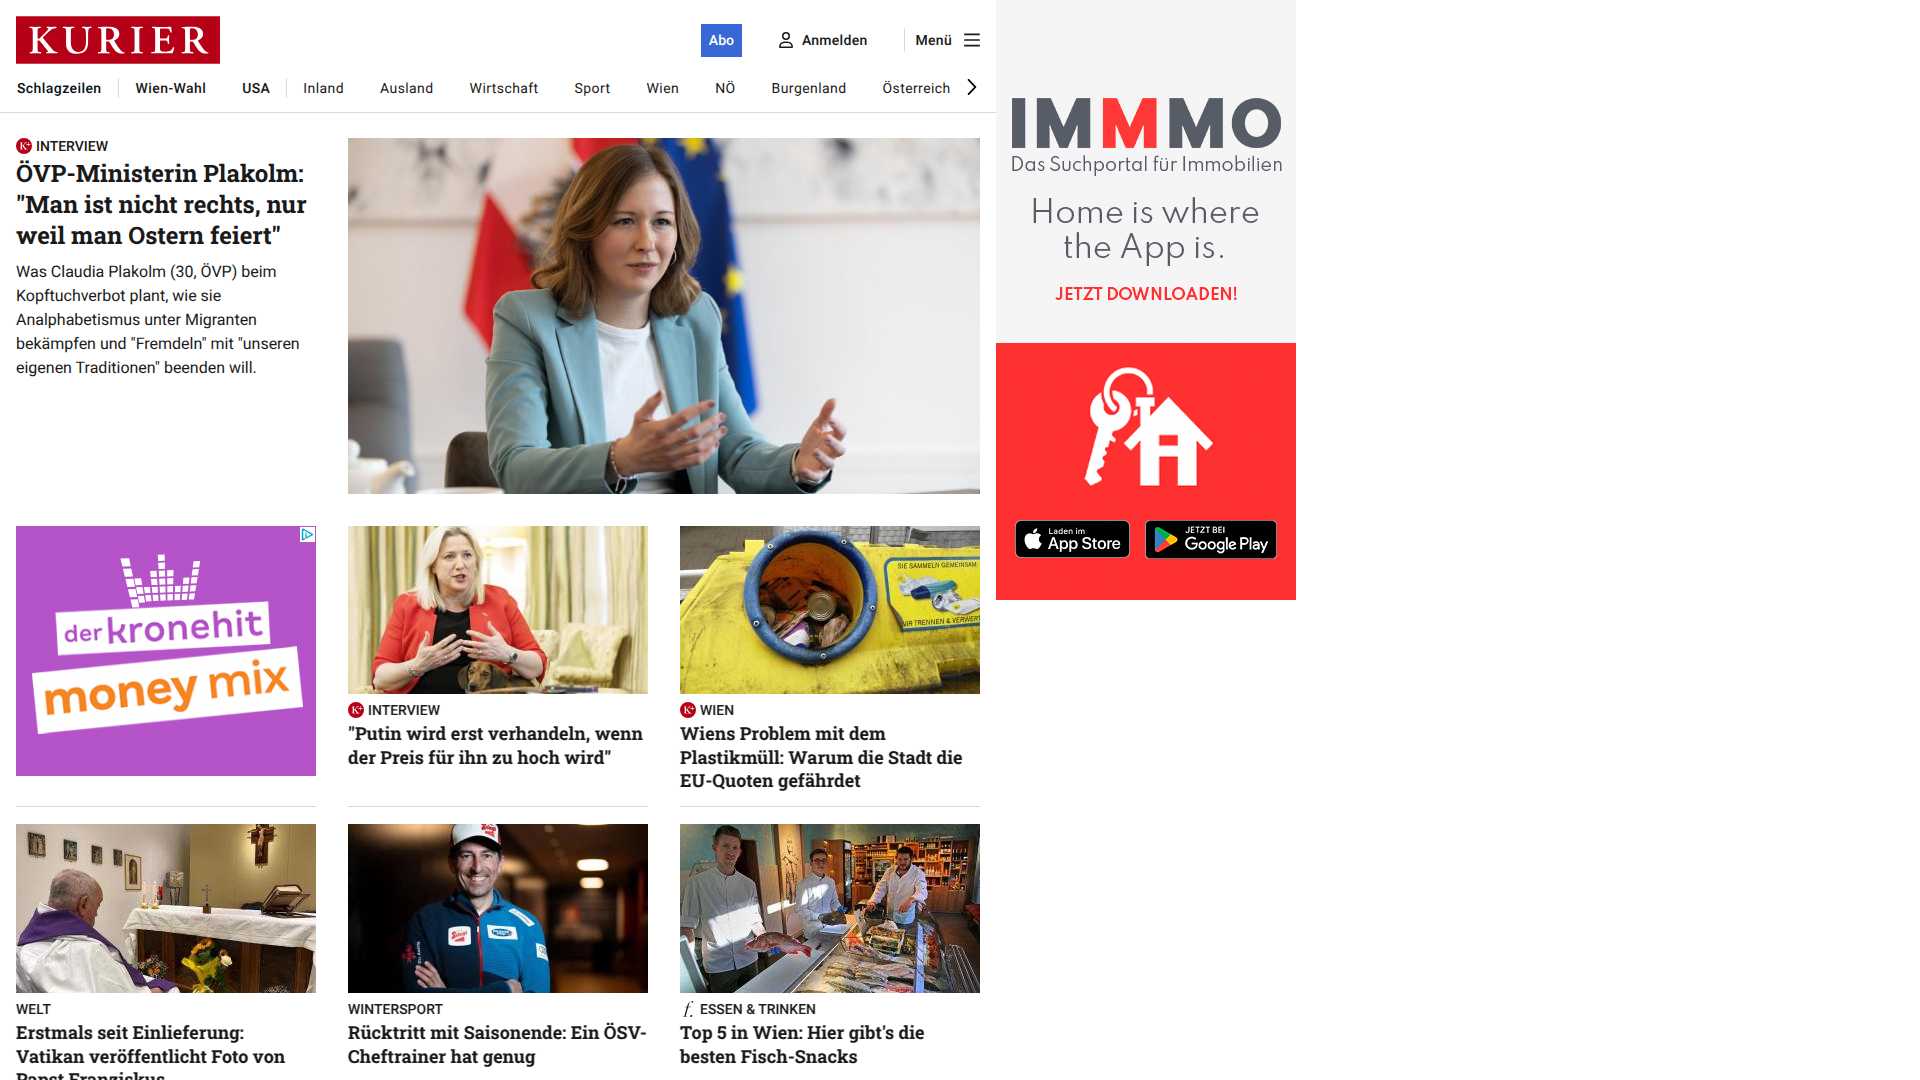 KURIER
Abo
Anmelden
Menü
Schlagzeilen
Wien-Wahl
USA
Inland
Ausland
Wirtschaft
Sport
Wien
NÖ
Burgenland
Österreich
INTERVIEW
ÖVP-Ministerin Plakolm:
"Man ist nicht rechts, nur
weil man Ostern feiert"
Was Claudia Plakolm (30, ÖVP) beim
Kopftuchverbot plant, wie sie
Analphabetismus unter Migranten
bekämpfen und "Fremdeln" mit "unseren
eigenen Traditionen" beenden will.
IMMMO
Das Suchportal für Immobilien
Home is where
the App is.
JETZT DOWNLOADEN!
Laden im
App Store
JETZT BEI
Google Play
der kronehit
money mix
INTERVIEW
"Putin wird erst verhandeln, wenn
der Preis für ihn zu hoch wird"
SIE SAMMELN GEMEINSAM
WIR TRENNEN &
WIEN
Wiens Problem mit dem
Plastikmüll: Warum die Stadt die
EU-Quoten gefährdet
WELT
Erstmals seit Einlieferung:
Vatikan veröffentlicht Foto von
Papst Franziskus
WINTERSPORT
Rücktritt mit Saisonende: Ein ÖSV-
Cheftrainer hat genug
f.
ESSEN & TRINKEN
Top 5 in Wien: Hier gibt's die
besten Fisch-Snacks